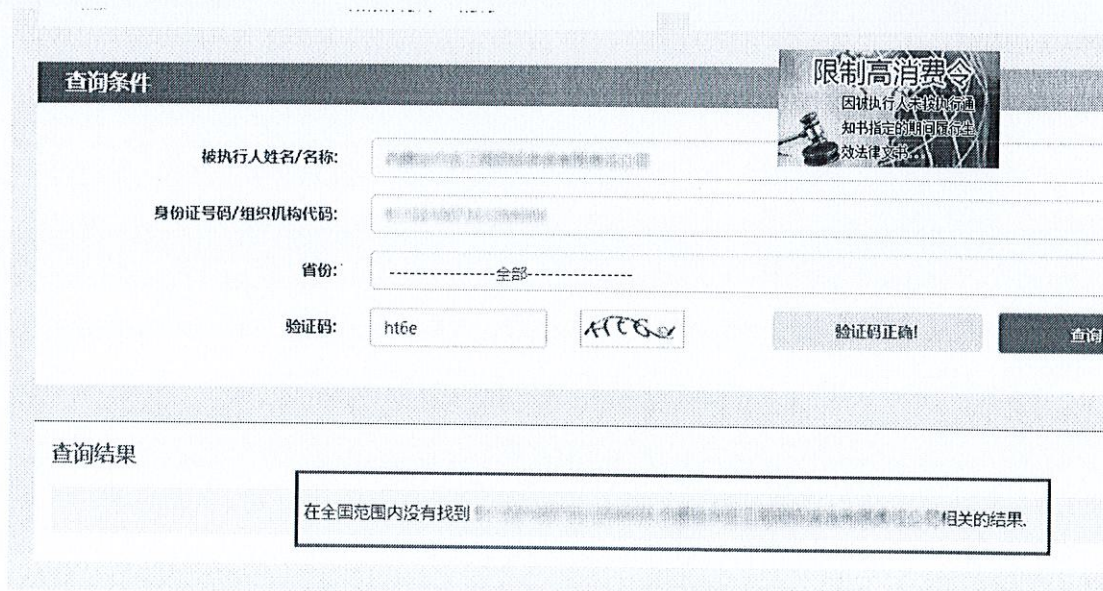 查询条件
限制高消费令
因被执行人未按执行通
知书指定的期间履行生
效法律文书...
被执行人姓名/名称:
身份证号码/组织机构代码:
省份:
----------------全部----------------
验证码:
ht6e
验证码正确!
查询
查询结果
在全国范围内没有找到
相关的结果.